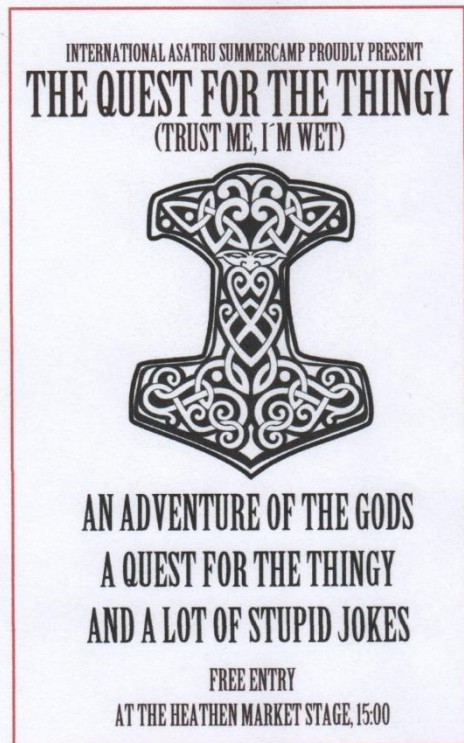 INTERNATIONAL ASATRU SUMMERCAMP PROUDLY PRESENT
THE QUEST FOR THE THINGY
(TRUST ME, I´M WET)
AN ADVENTURE OF THE GODS
A QUEST FOR THE THINGY
AND A LOT OF STUPID JOKES
FREE ENTRY
AT THE HEATHEN MARKET STAGE, 15:00